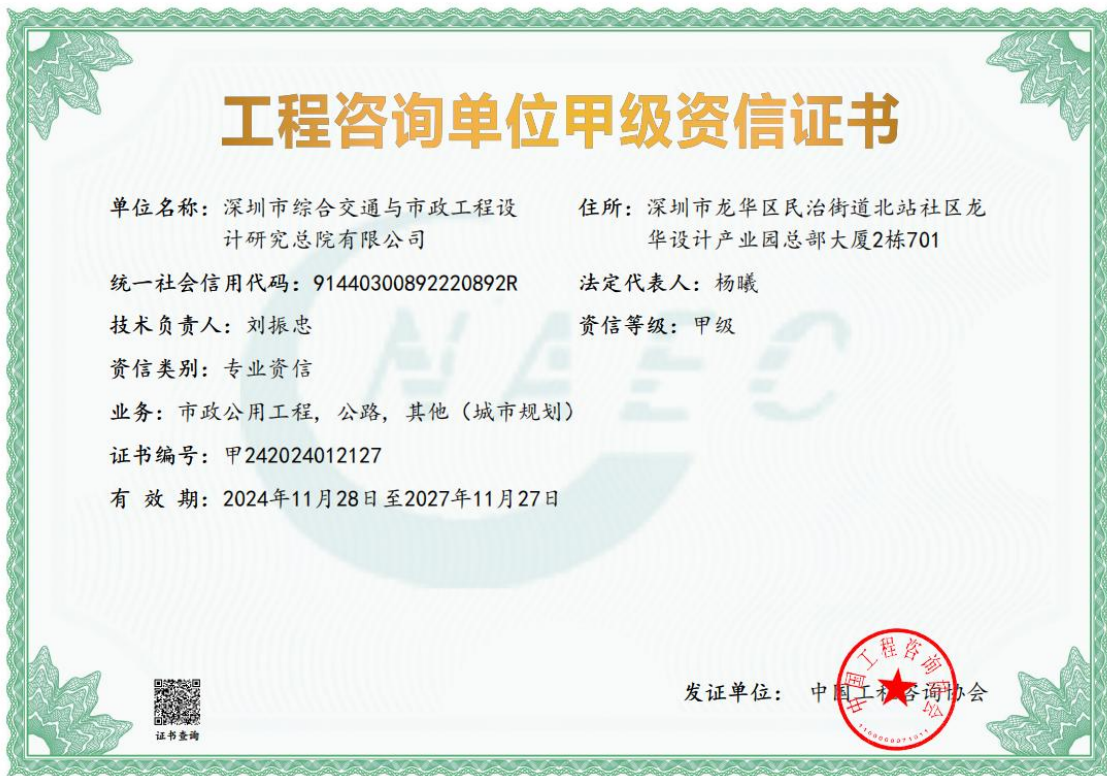 工程咨询单位甲级资信证书
单位名称：深圳市综合交通与市政工程设
计研究总院有限公司
住所：深圳市龙华区民治街道北站社区龙
华设计产业园总部大厦2栋701
统一社会信用代码：91440300892220892R
法定代表人：杨曦
技术负责人：刘振忠
资信等级：甲级
资信类别：专业资信
业务：市政公用工程，公路，其他（城市规划）
证书编号：甲242024012127
有 效 期：2024年11月28日至2027年11月27日
CNAEC
发证单位： 中国工程咨询协会
中国工程咨询协会
证书查询